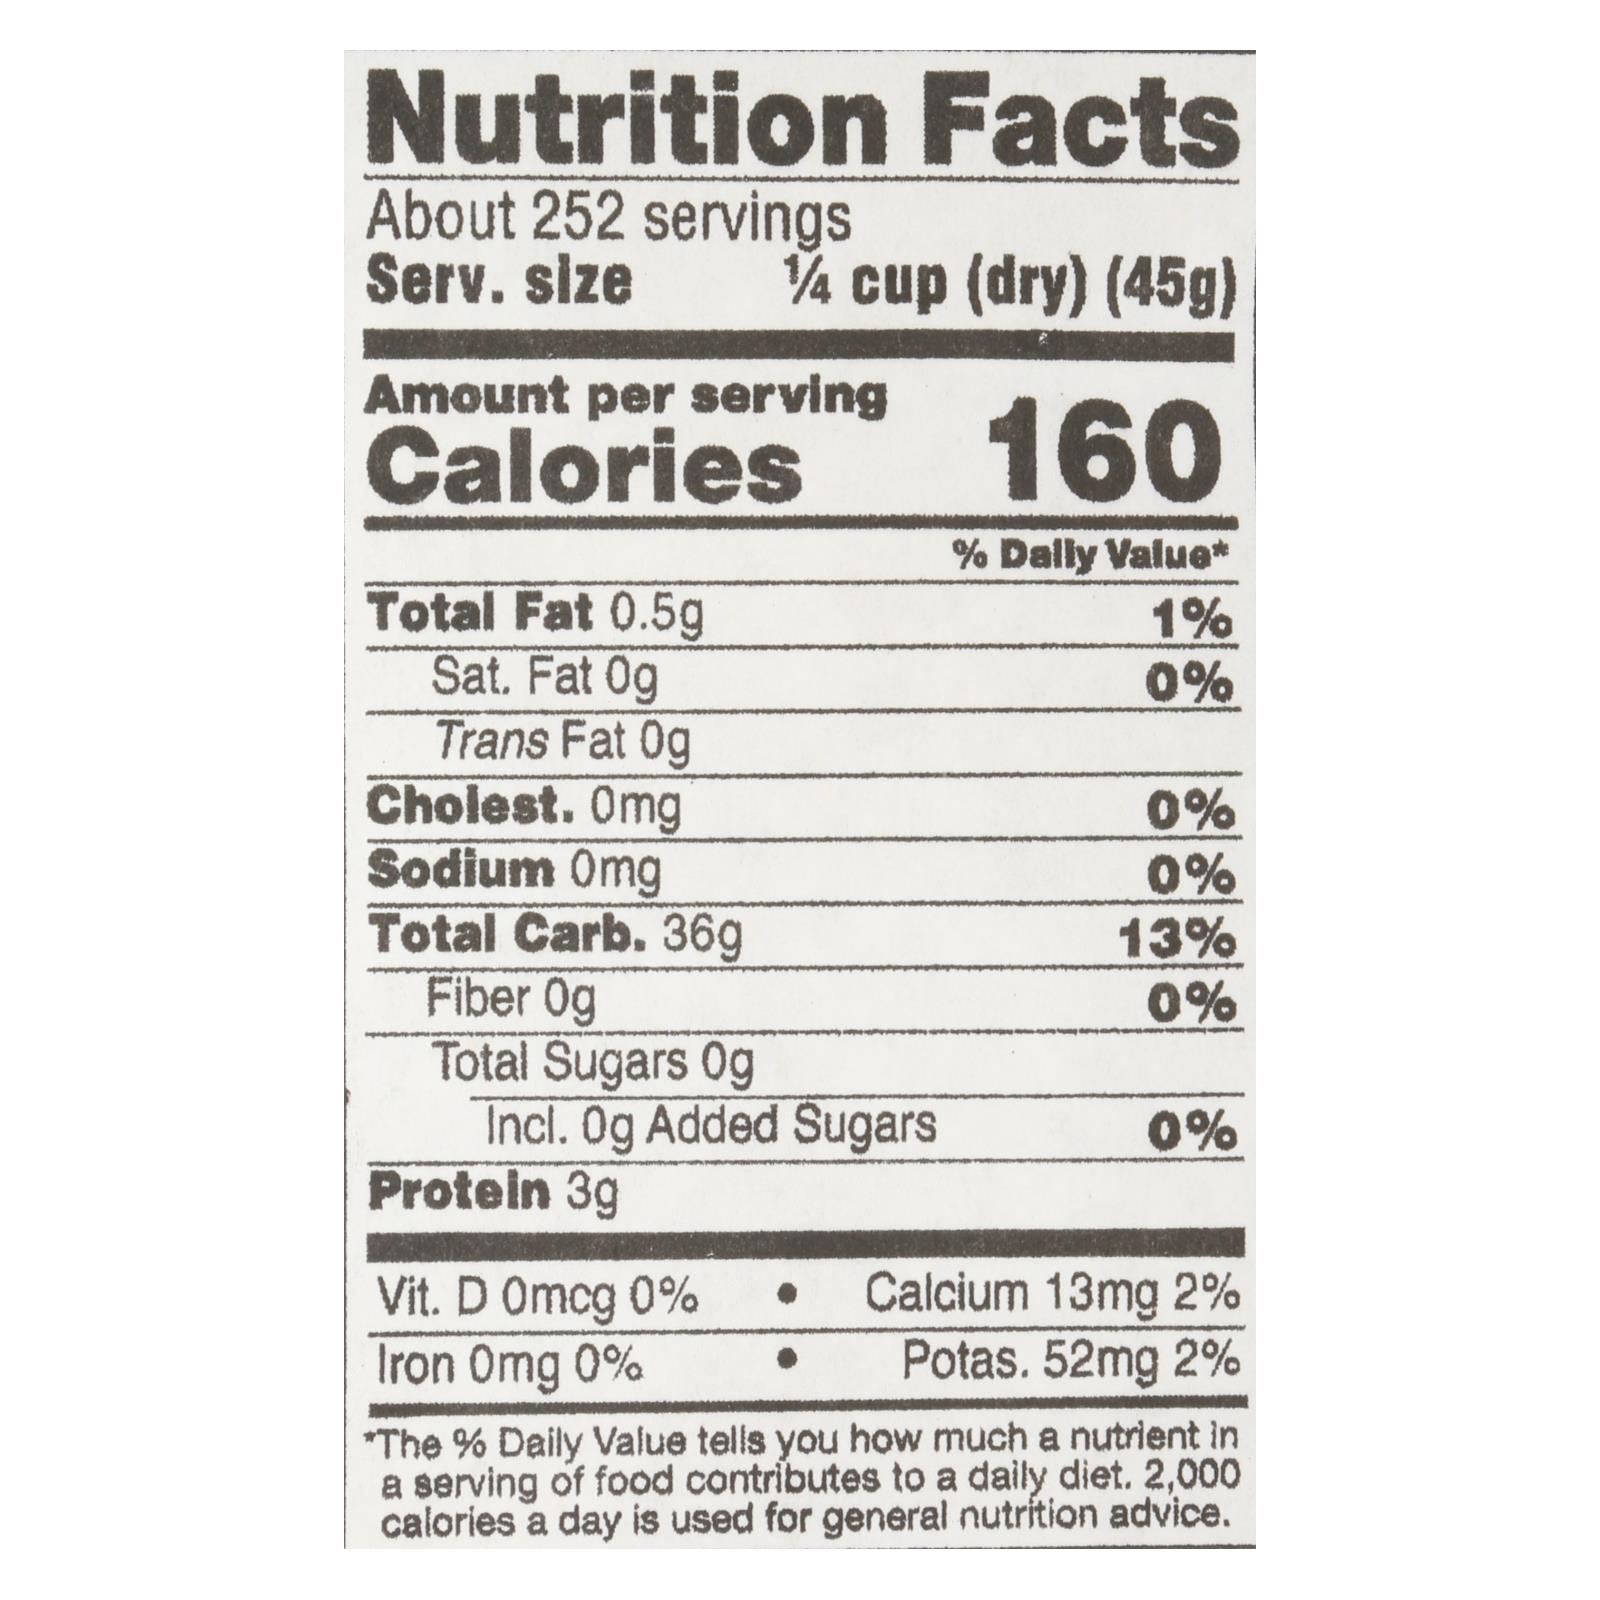 Nutrition Facts
About 252 servings
Serv. size ¼ cup (dry) (45g)
Amount per serving
Calories 160
% Daily Value*
Total Fat 0.5g 1%
Sat. Fat 0g 0%
Trans Fat 0g
Cholest. 0mg 0%
Sodium 0mg 0%
Total Carb. 36g 13%
Fiber 0g 0%
Total Sugars 0g
Incl. 0g Added Sugars 0%
Protein 3g
Vit. D 0mcg 0% • Calcium 13mg 2%
Iron 0mg 0% • Potas. 52mg 2%
*The % Daily Value tells you how much a nutrient in
a serving of food contributes to a daily diet. 2,000
calories a day is used for general nutrition advice.